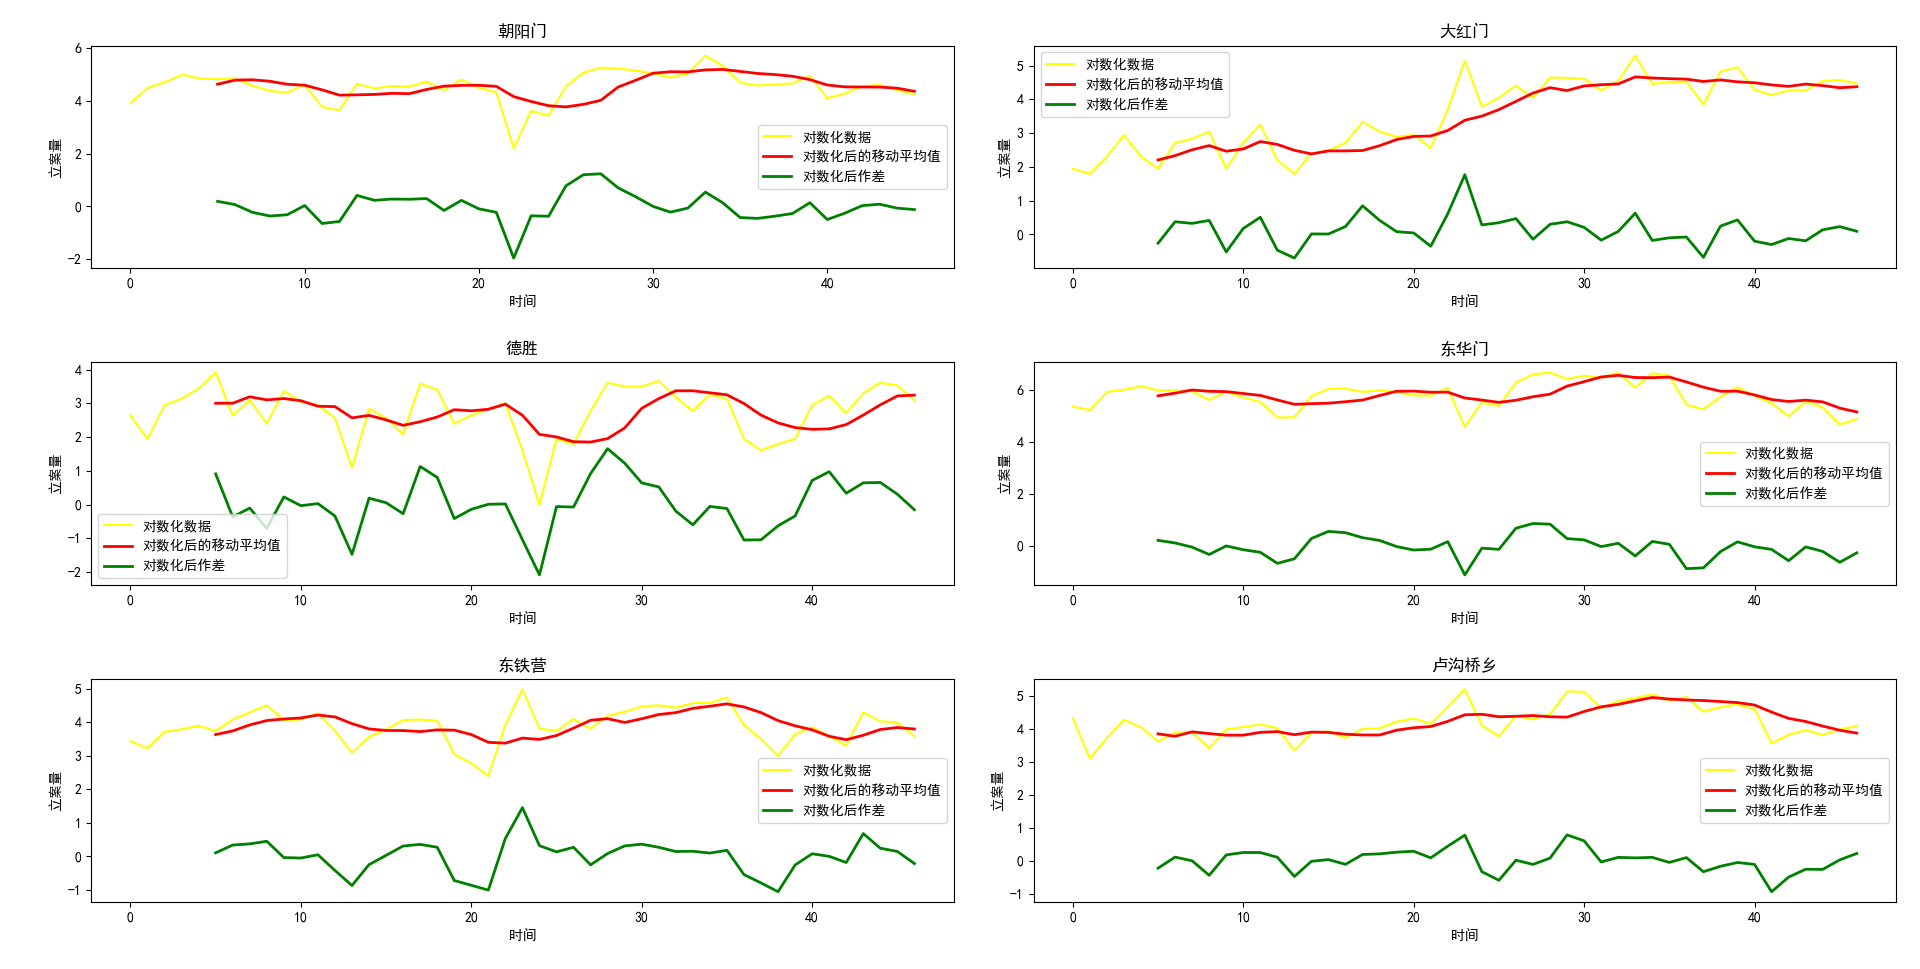 朝阳门
6
4
2
0
−2
立案量
对数化数据
对数化后的移动平均值
对数化后作差
0 10 20 30 40
时间
大红门
5
4
3
2
1
0
立案量
对数化数据
对数化后的移动平均值
对数化后作差
0 10 20 30 40
时间
德胜
4
3
2
1
0
−1
−2
立案量
对数化数据
对数化后的移动平均值
对数化后作差
0 10 20 30 40
时间
东华门
6
4
2
0
立案量
对数化数据
对数化后的移动平均值
对数化后作差
0 10 20 30 40
时间
东铁营
5
4
3
2
1
0
−1
立案量
对数化数据
对数化后的移动平均值
对数化后作差
0 10 20 30 40
时间
卢沟桥乡
5
4
3
2
1
0
−1
立案量
对数化数据
对数化后的移动平均值
对数化后作差
0 10 20 30 40
时间